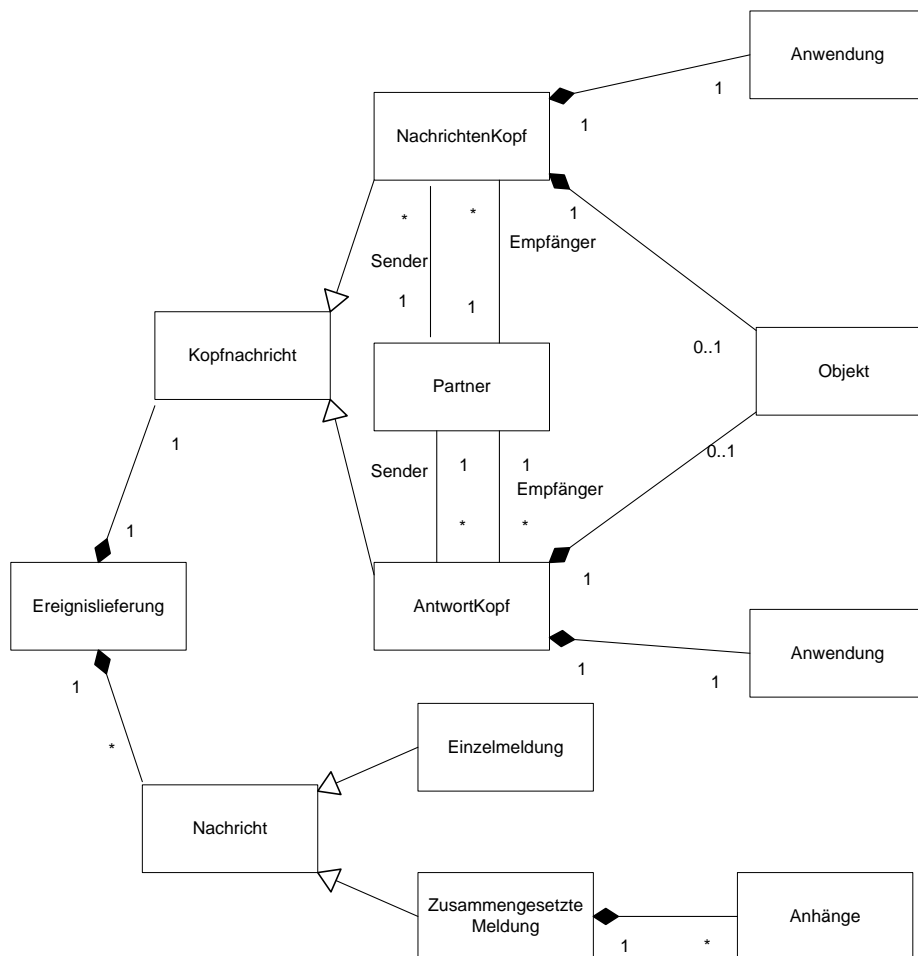 Anwendung
1
1
NachrichtenKopf
*
*
1
Empfänger
Sender
1
1
Kopfnachricht
Partner
0..1
Objekt
1
Sender
1
1
0..1
Empfänger
1
*
*
Ereignislieferung
AntwortKopf
1
1
1
1
Anwendung
*
Einzelmeldung
Nachricht
Zusammengesetzte
Meldung
1
*
Anhänge